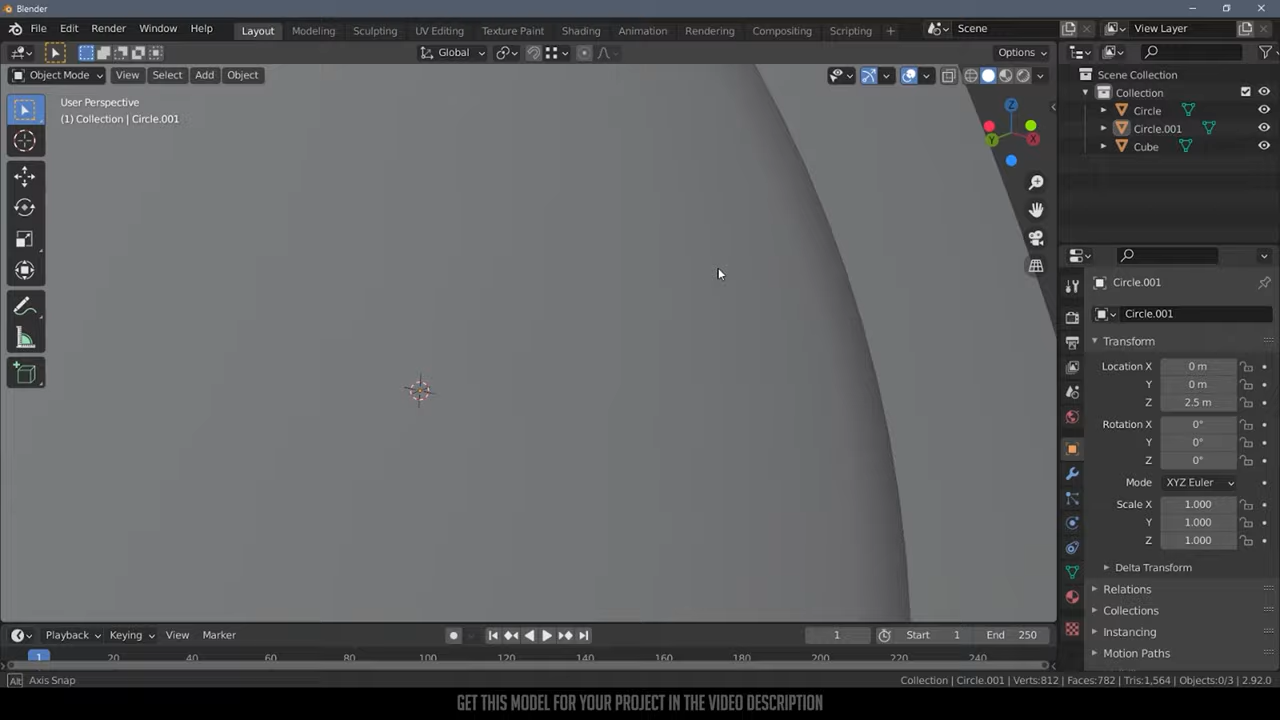 Blender
File Edit Render Window Help
Layout Modeling Sculpting UV Editing Texture Paint Shading Animation Rendering Compositing Scripting +
Scene
View Layer
Global
Options
Object Mode View Select Add Object
User Perspective
(1) Collection | Circle.001
Z
Y
X
Scene Collection
Collection
Circle
Circle.001
Cube
Circle.001
Circle.001
Transform
Location X 0 m
Y 0 m
Z 2.5 m
Rotation X 0°
Y 0°
Z 0°
Mode XYZ Euler
Scale X 1.000
Y 1.000
Z 1.000
Delta Transform
Relations
Collections
Instancing
Motion Paths
Playback Keying View Marker
1
Start 1
End 250
1 20 40 60 80 100 120 140 160 180 200 220 240
Alt Axis Snap
Collection | Circle.001 | Verts:812 | Faces:782 | Tris:1,564 | Objects:0/3 | 2.92.0
GET THIS MODEL FOR YOUR PROJECT IN THE VIDEO DESCRIPTION